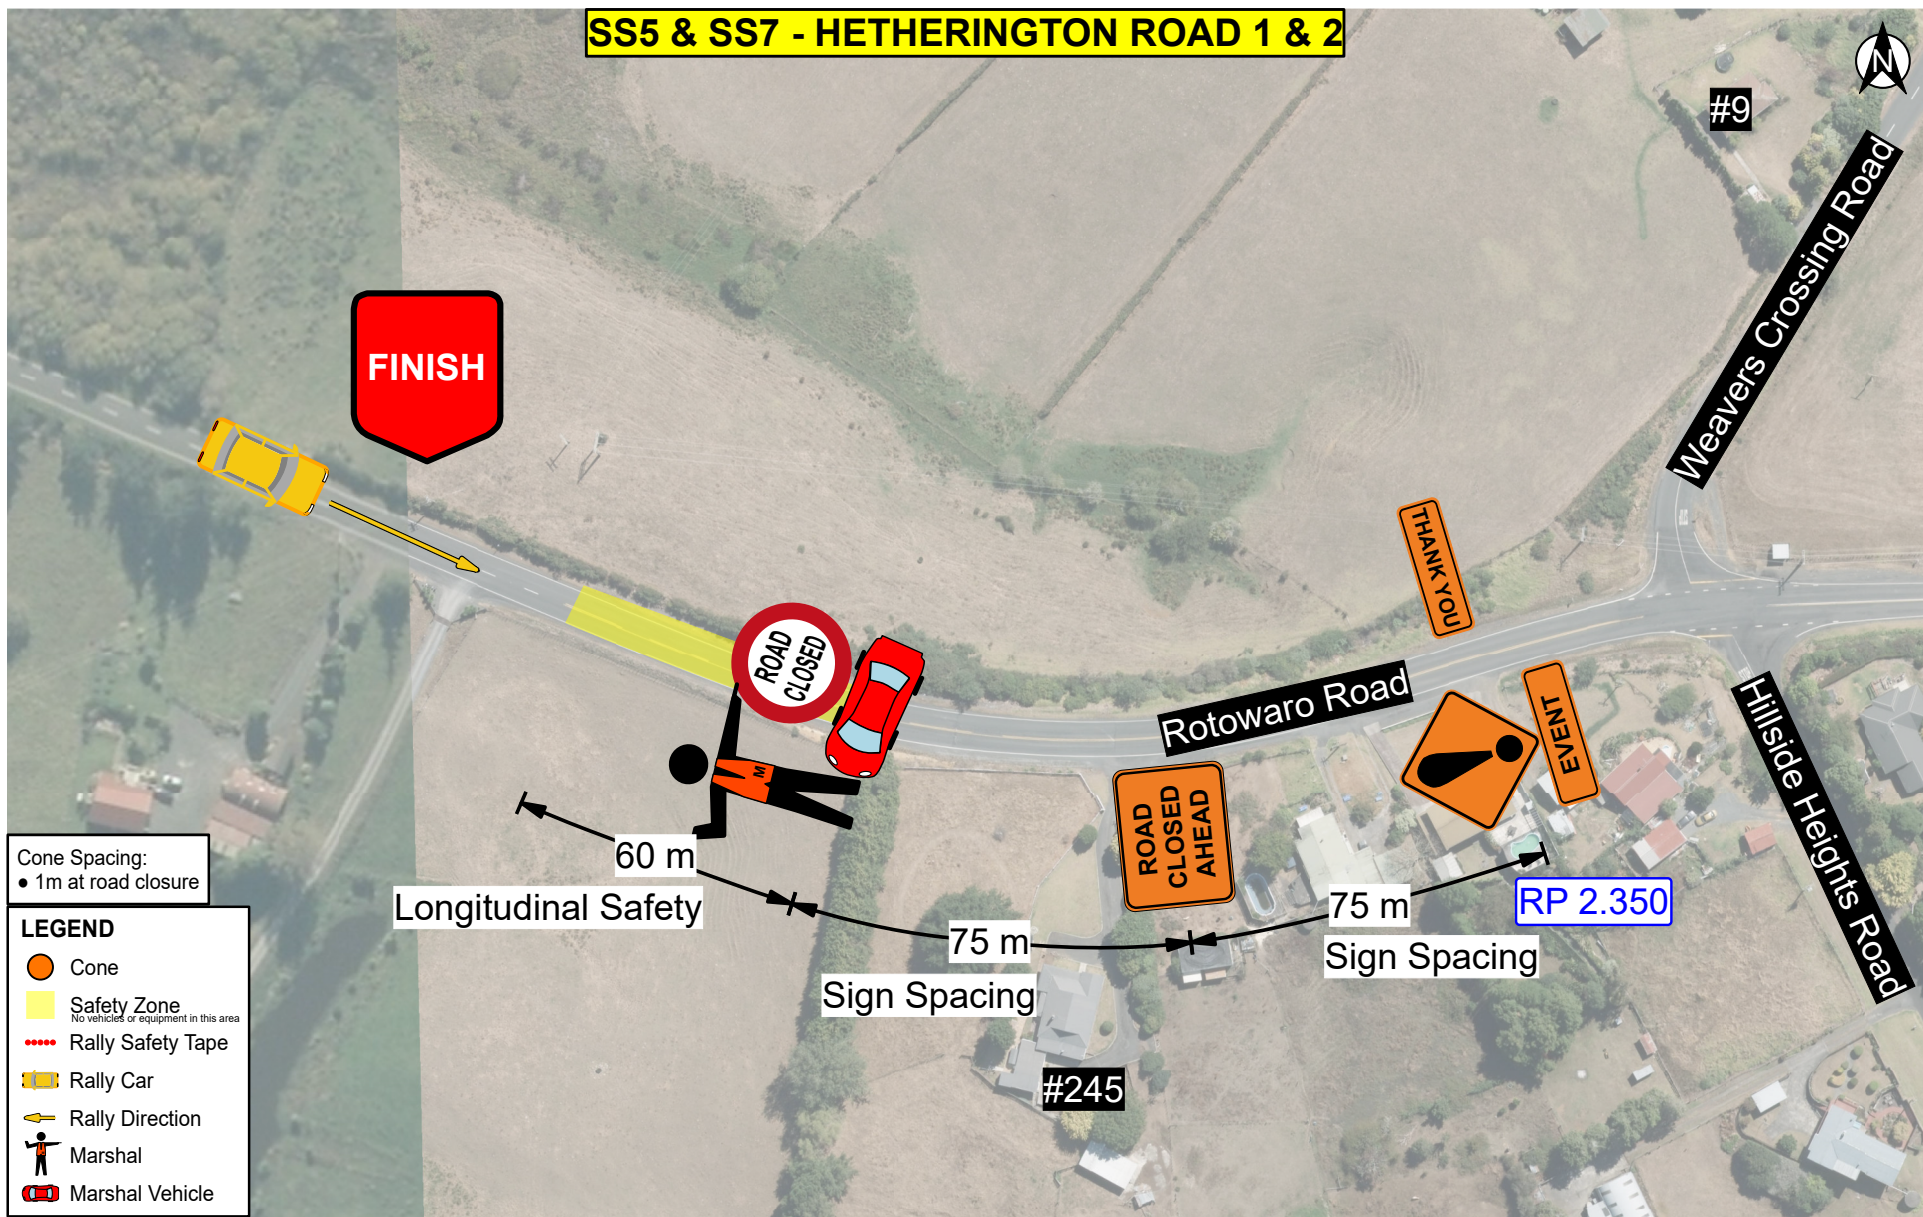 SS5 & SS7 - HETHERINGTON ROAD 1 & 2
N
#9
Weavers Crossing Road
FINISH
THANK YOU
ROAD
CLOSED
Rotowaro Road
EVENT
Hillside Heights Road
M
ROAD
CLOSED
AHEAD
60 m
Longitudinal Safety
75 m
Sign Spacing
75 m
Sign Spacing
RP 2.350
#245
Cone Spacing:
● 1m at road closure
LEGEND
Cone
Safety Zone
No vehicles or equipment in this area
Rally Safety Tape
Rally Car
Rally Direction
Marshal
Marshal Vehicle